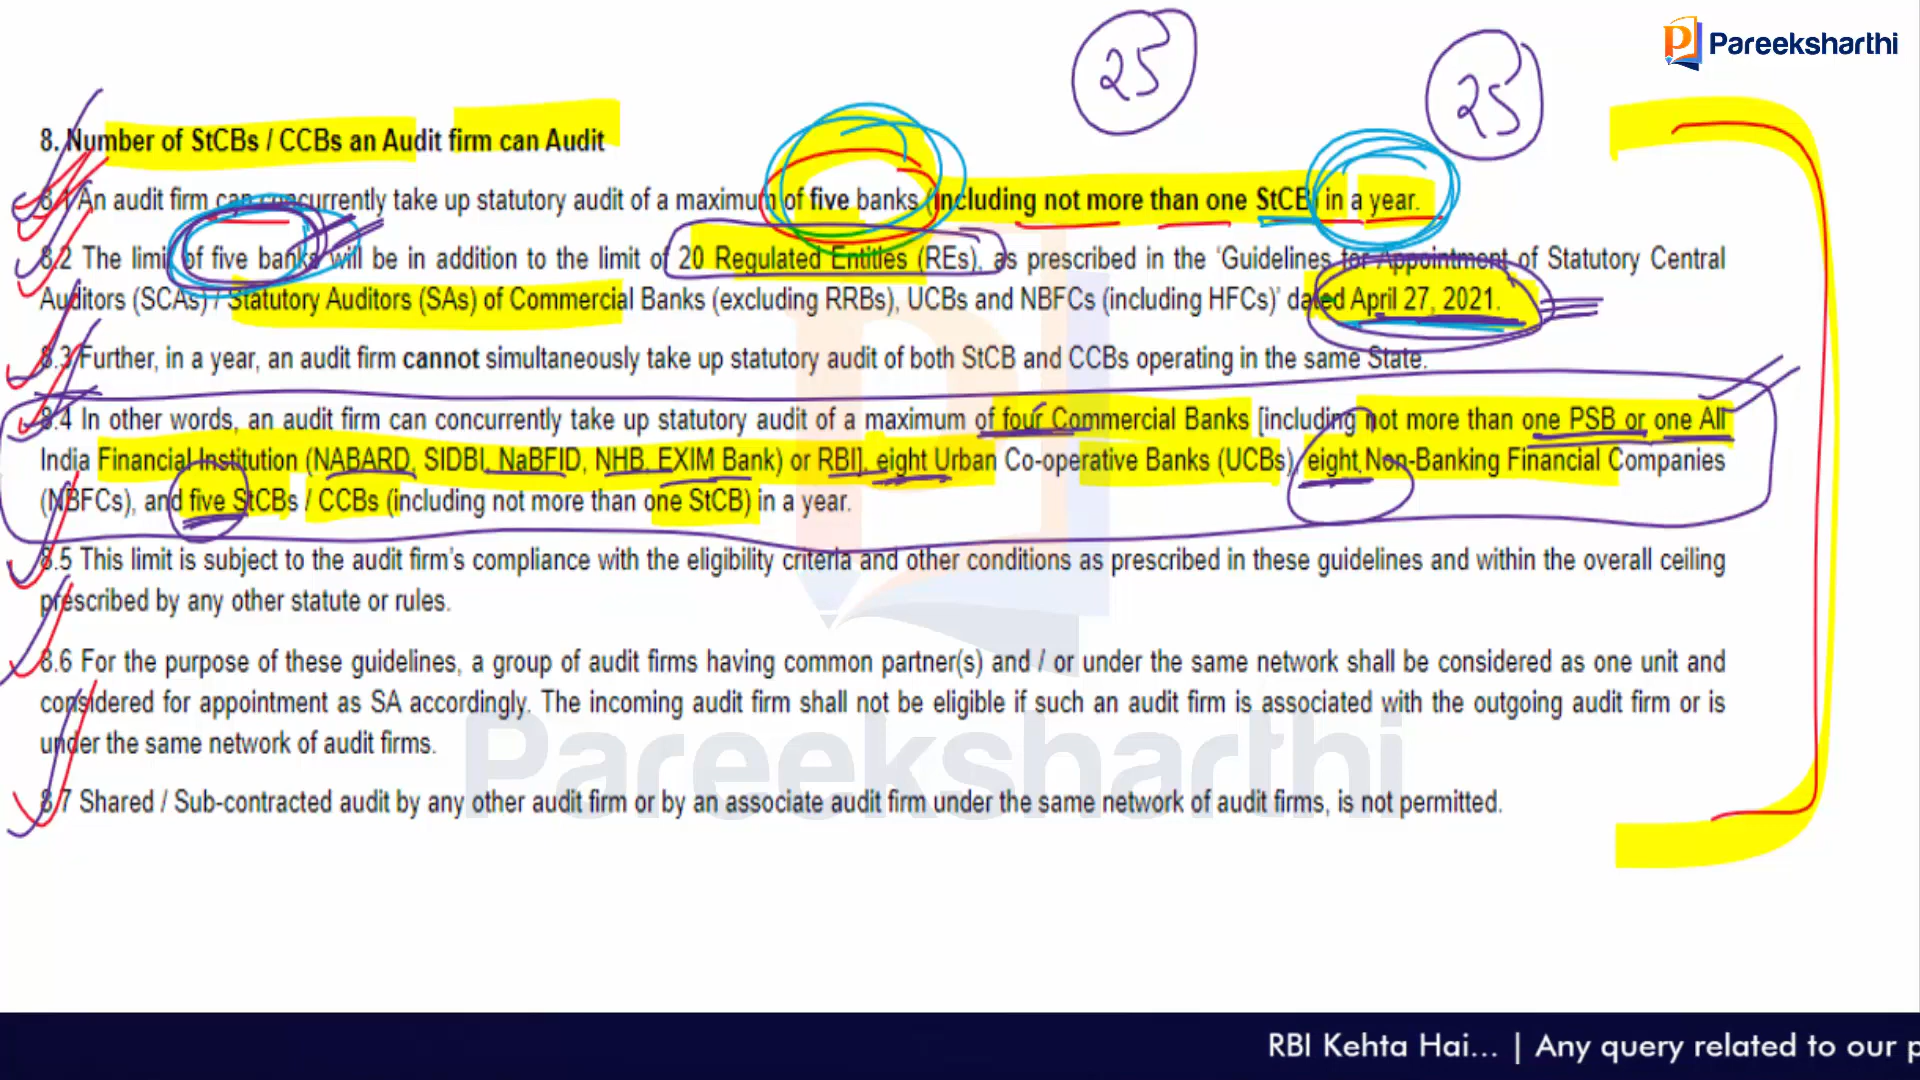 25
25
Pareeksharthi
8. Number of StCBs / CCBs an Audit firm can Audit
8.1 An audit firm can concurrently take up statutory audit of a maximum of five banks (including not more than one StCB) in a year.
8.2 The limit of five banks will be in addition to the limit of 20 Regulated Entities (REs), as prescribed in the 'Guidelines for Appointment of Statutory Central
Auditors (SCAs) / Statutory Auditors (SAs) of Commercial Banks (excluding RRBs), UCBs and NBFCs (including HFCs)' dated April 27, 2021.
8.3 Further, in a year, an audit firm cannot simultaneously take up statutory audit of both StCB and CCBs operating in the same State.
8.4 In other words, an audit firm can concurrently take up statutory audit of a maximum of four Commercial Banks [including not more than one PSB or one All
India Financial Institution (NABARD, SIDBI, NaBFID, NHB, EXIM Bank) or RBI], eight Urban Co-operative Banks (UCBs), eight Non-Banking Financial Companies
(NBFCs), and five StCBs / CCBs (including not more than one StCB) in a year.
8.5 This limit is subject to the audit firm's compliance with the eligibility criteria and other conditions as prescribed in these guidelines and within the overall ceiling
prescribed by any other statute or rules.
8.6 For the purpose of these guidelines, a group of audit firms having common partner(s) and / or under the same network shall be considered as one unit and
considered for appointment as SA accordingly. The incoming audit firm shall not be eligible if such an audit firm is associated with the outgoing audit firm or is
under the same network of audit firms.
Pareeksharthi
8.7 Shared / Sub-contracted audit by any other audit firm or by an associate audit firm under the same network of audit firms, is not permitted.
RBI Kehta Hai... | Any query related to our p